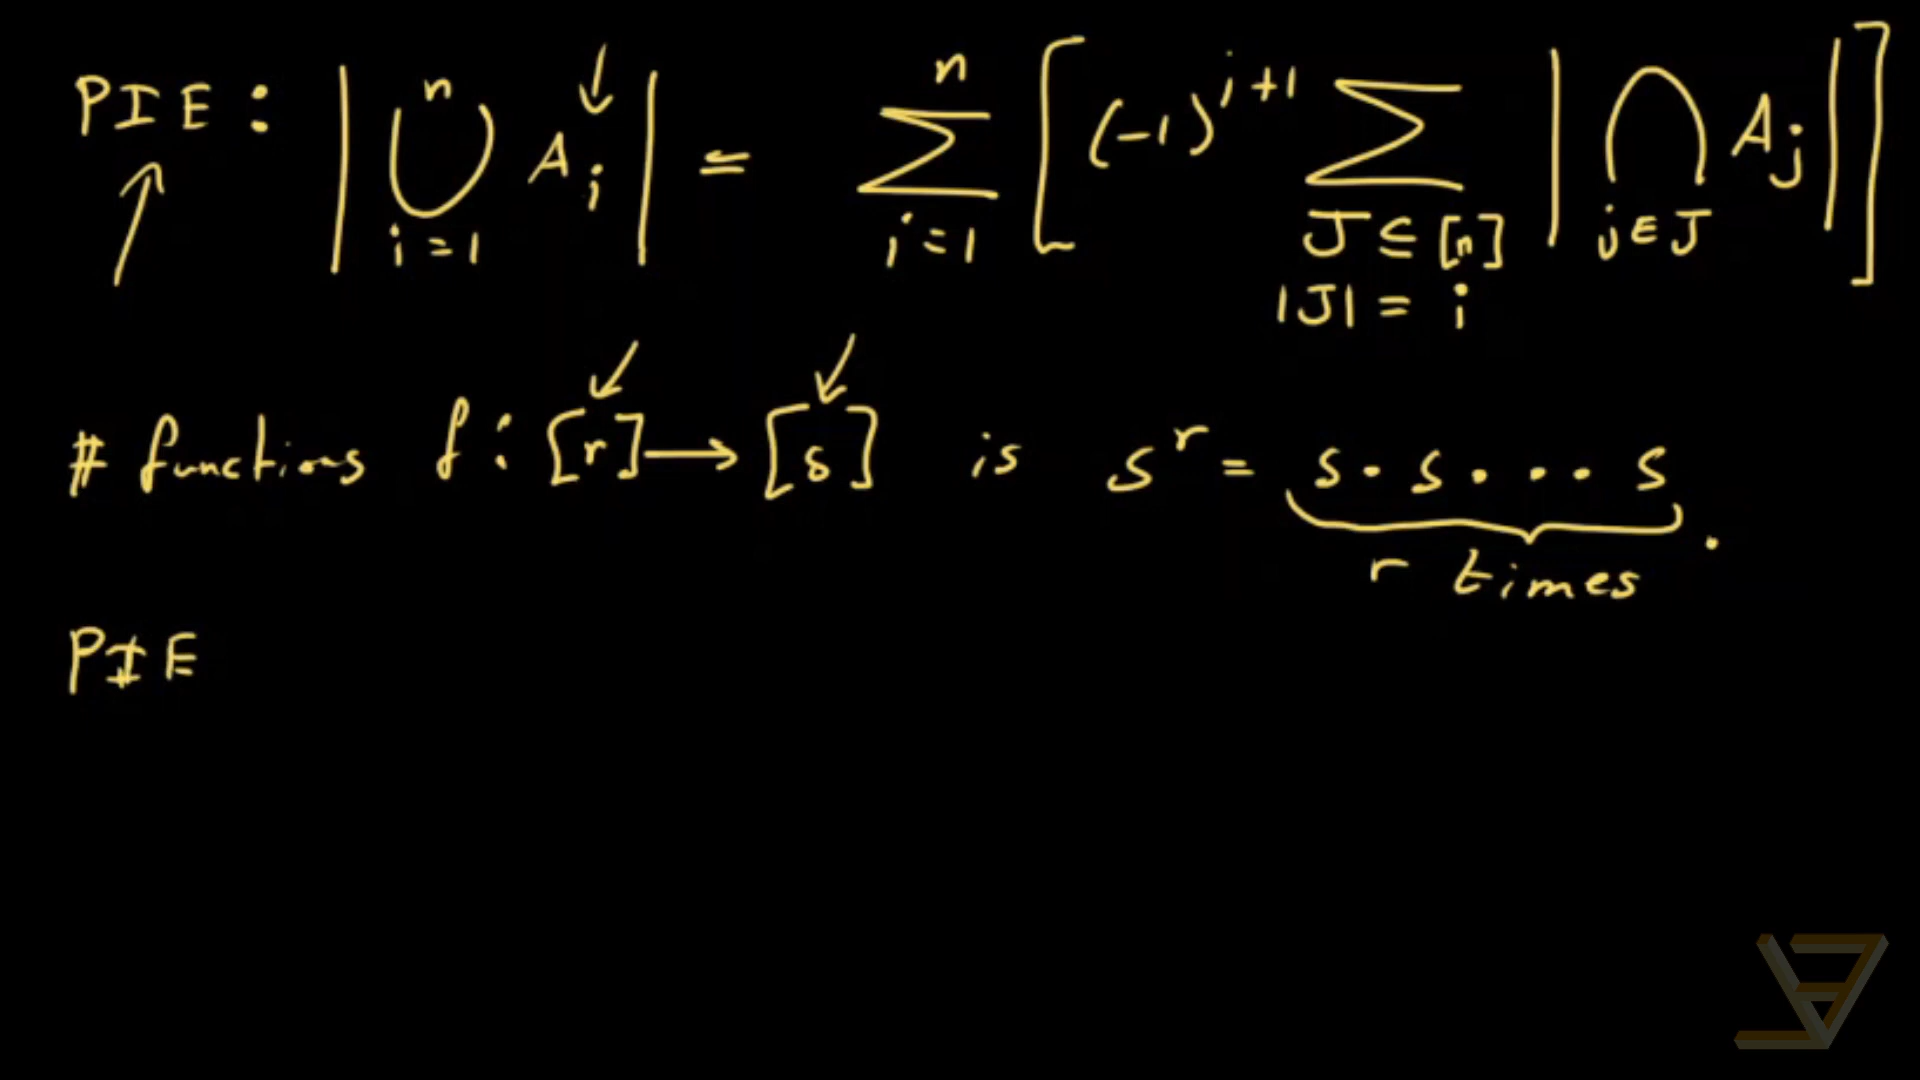 PIE: |⋃_{i=1}^{n} A_i| = ∑_{i=1}^{n} [(-1)^{i+1} ∑_{J⊆[n] |J|=i} |⋂_{j∈J} A_j|]
# functions f: [r] → [s] is s^r = s·s···s (r times).
PIE